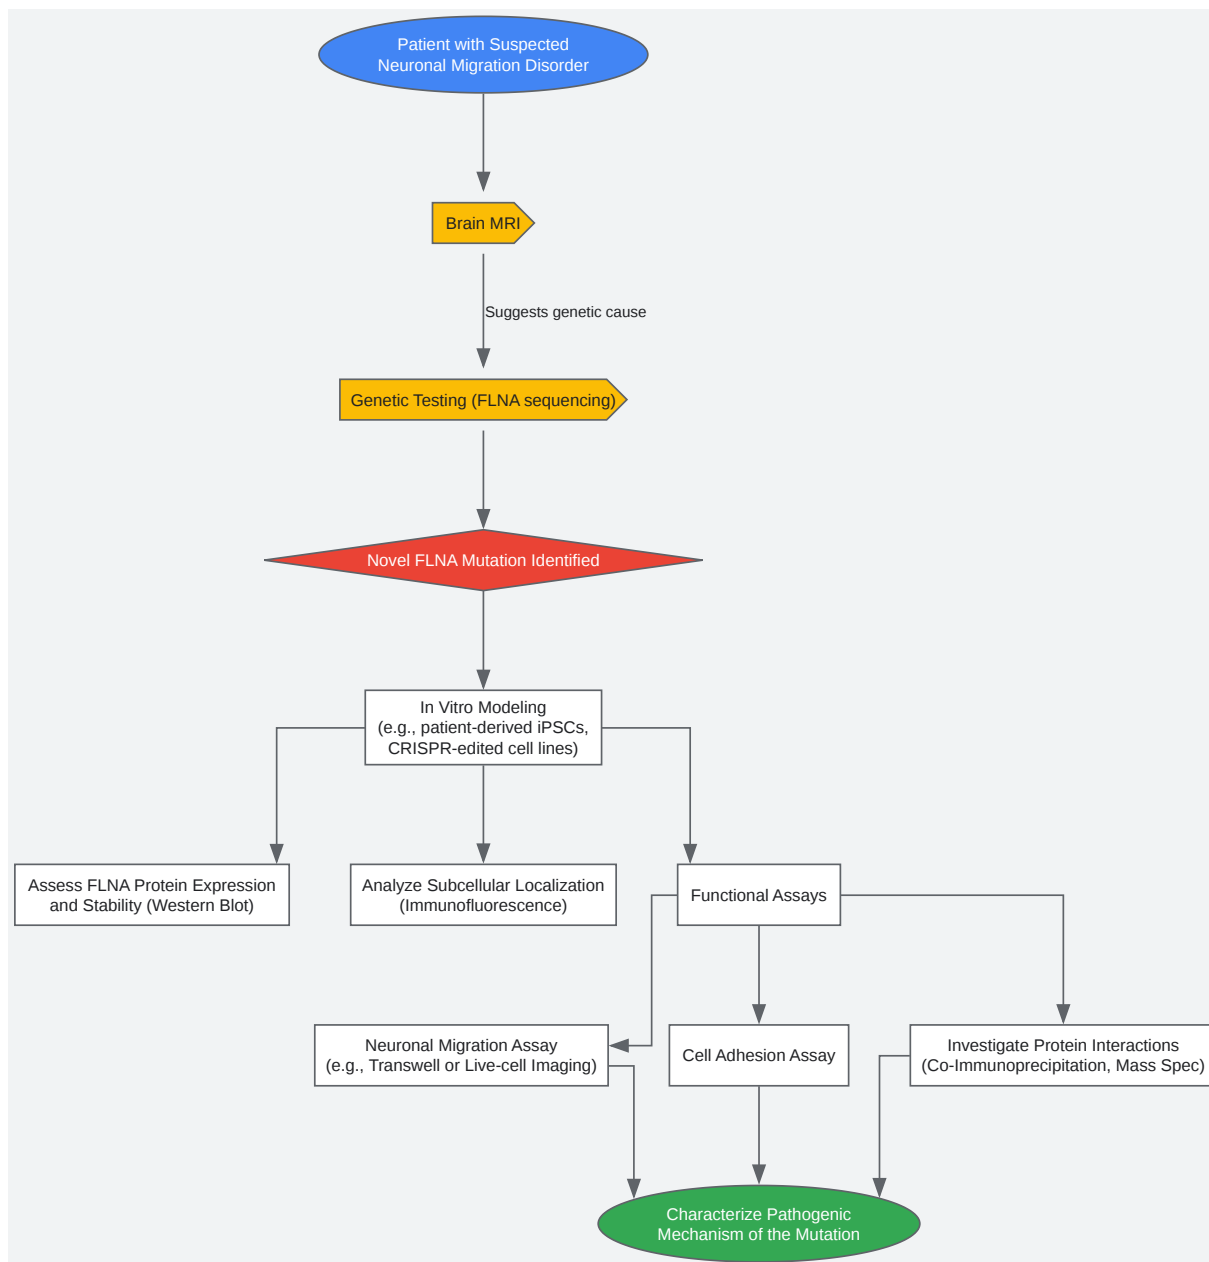 Patient with Suspected
Neuronal Migration Disorder
Brain MRI
Suggests genetic cause
Genetic Testing (FLNA sequencing)
Novel FLNA Mutation Identified
In Vitro Modeling
(e.g., patient-derived iPSCs,
CRISPR-edited cell lines)
Assess FLNA Protein Expression
and Stability (Western Blot)
Analyze Subcellular Localization
(Immunofluorescence)
Functional Assays
Neuronal Migration Assay
(e.g., Transwell or Live-cell Imaging)
Cell Adhesion Assay
Investigate Protein Interactions
(Co-Immunoprecipitation, Mass Spec)
Characterize Pathogenic
Mechanism of the Mutation